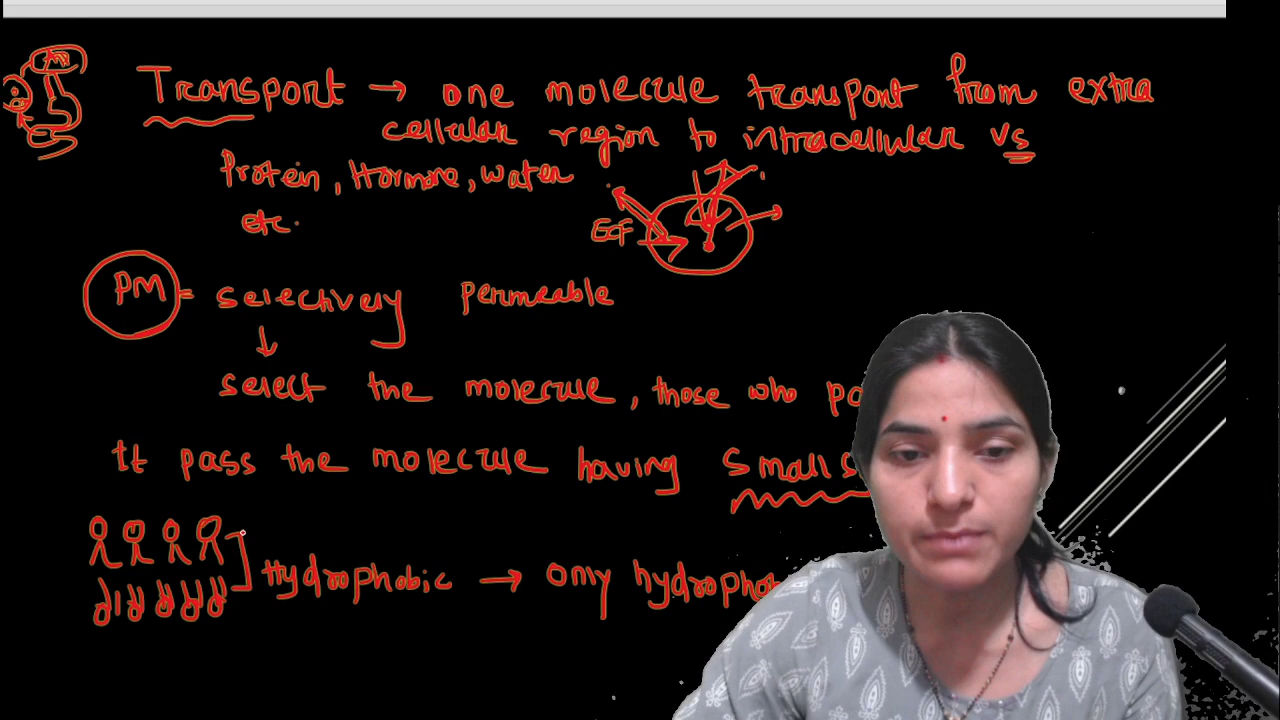 Transport → one molecule transport from extra
cellular region to intracellular vs
Protein, Hormone, water
etc.
ECF
PM = selectively permeable
↓
select the molecule, those who
It pass the molecule having small
Hydrophobic → only